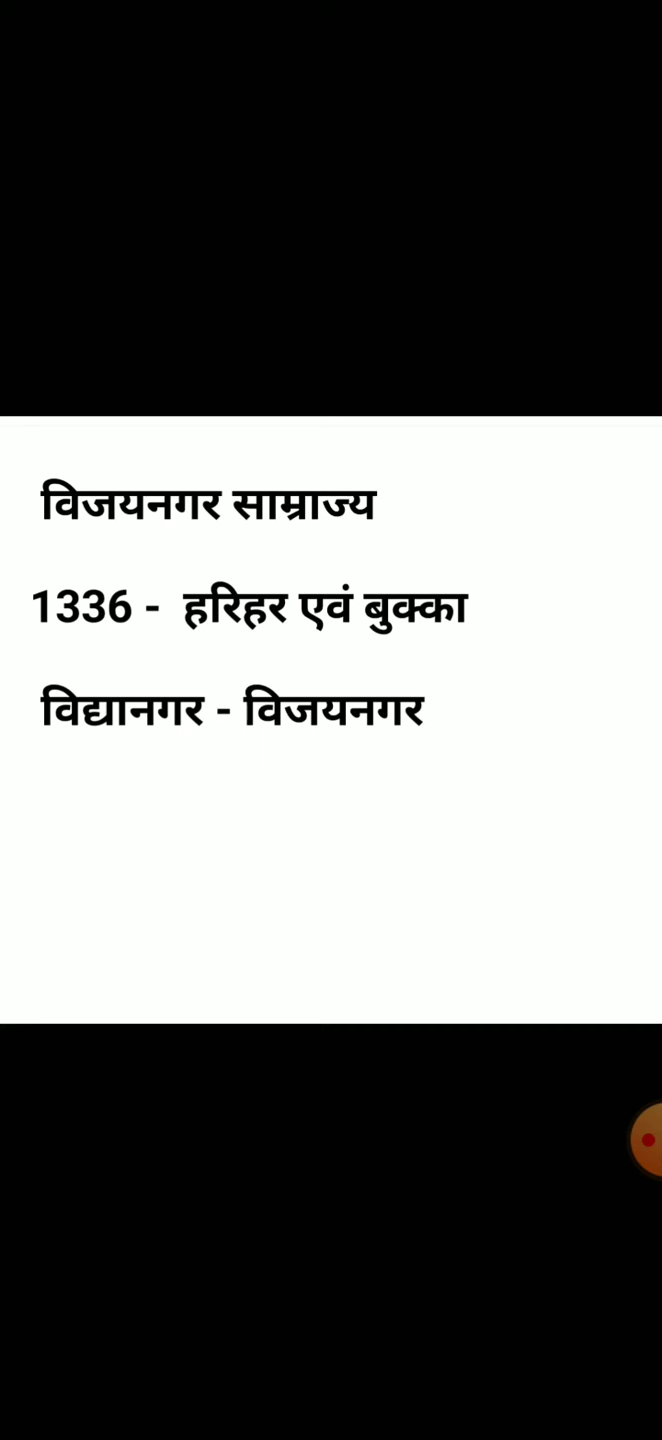 विजयनगर साम्राज्य
1336 - हरिहर एवं बुक्का
विद्यानगर - विजयनगर